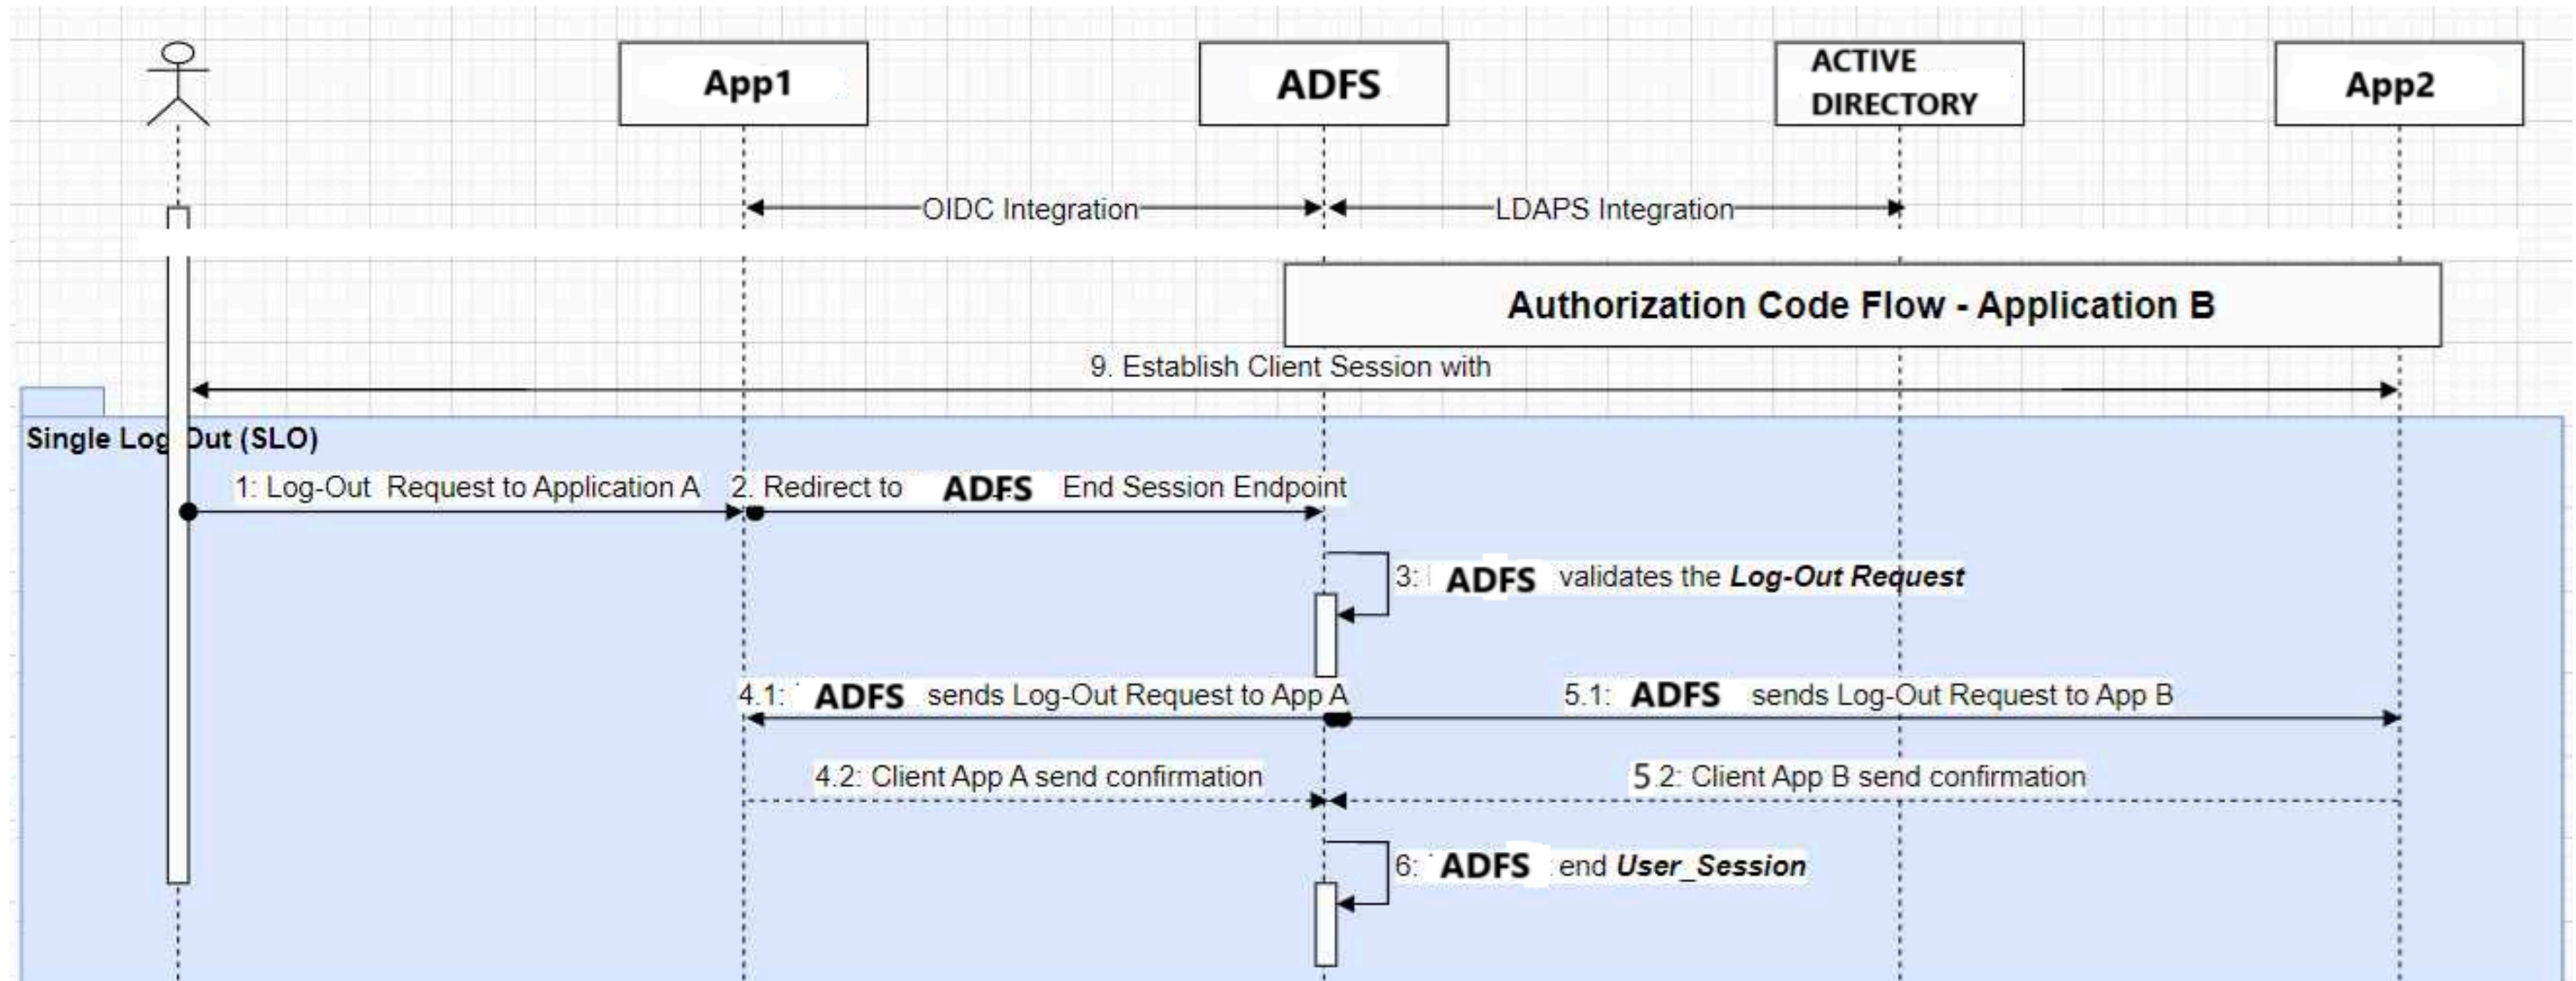 App1
ADFS
ACTIVE
DIRECTORY
App2
OIDC Integration
LDAPS Integration
Authorization Code Flow - Application B
9. Establish Client Session with
Single Log Out (SLO)
1: Log-Out Request to Application A
2. Redirect to ADFS End Session Endpoint
3: ADFS validates the Log-Out Request
4.1: ADFS sends Log-Out Request to App A
5.1: ADFS sends Log-Out Request to App B
4.2: Client App A send confirmation
5.2: Client App B send confirmation
6: ADFS end User_Session